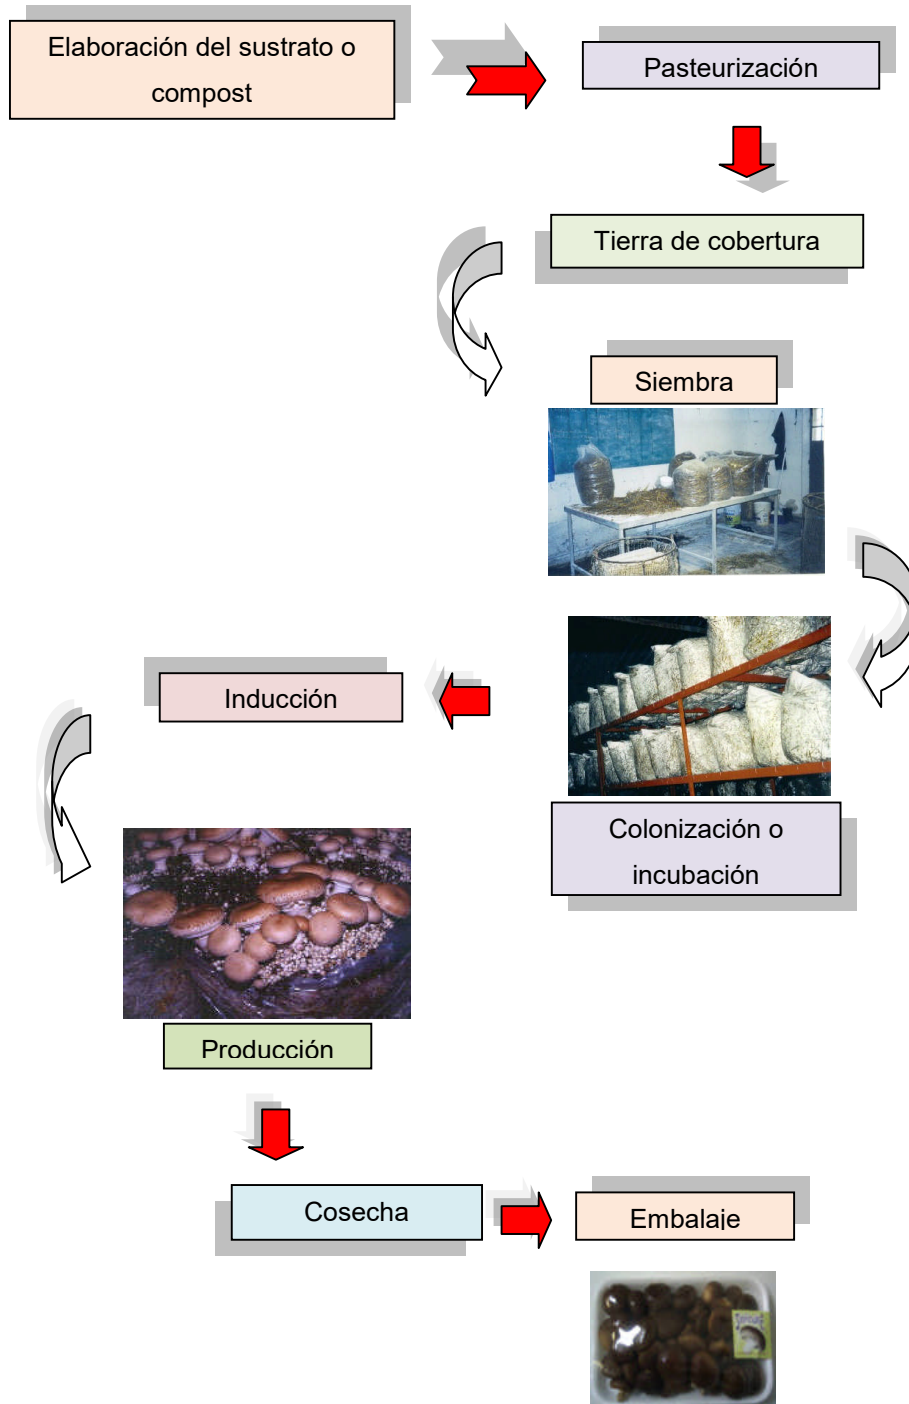 Elaboración del sustrato o
compost
Pasteurización
Tierra de cobertura
Siembra
Inducción
Colonización o
incubación
Producción
Cosecha
Embalaje